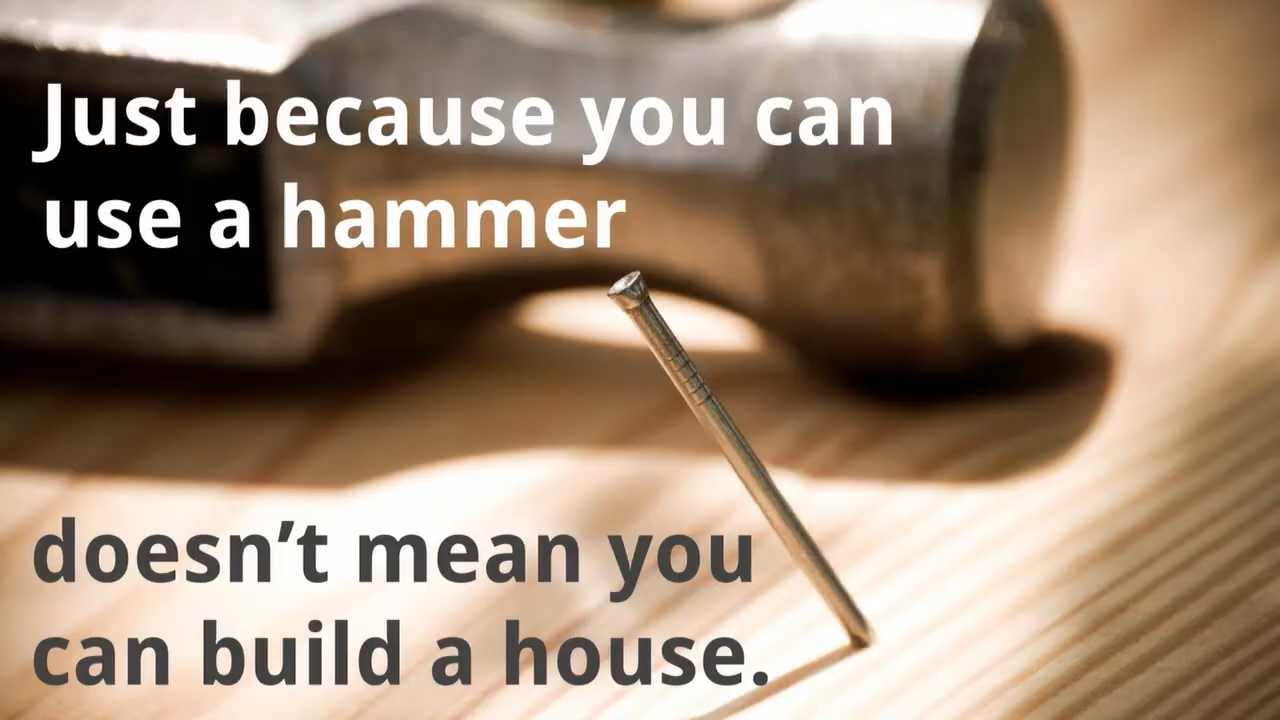 Just because you can
use a hammer
doesn’t mean you
can build a house.